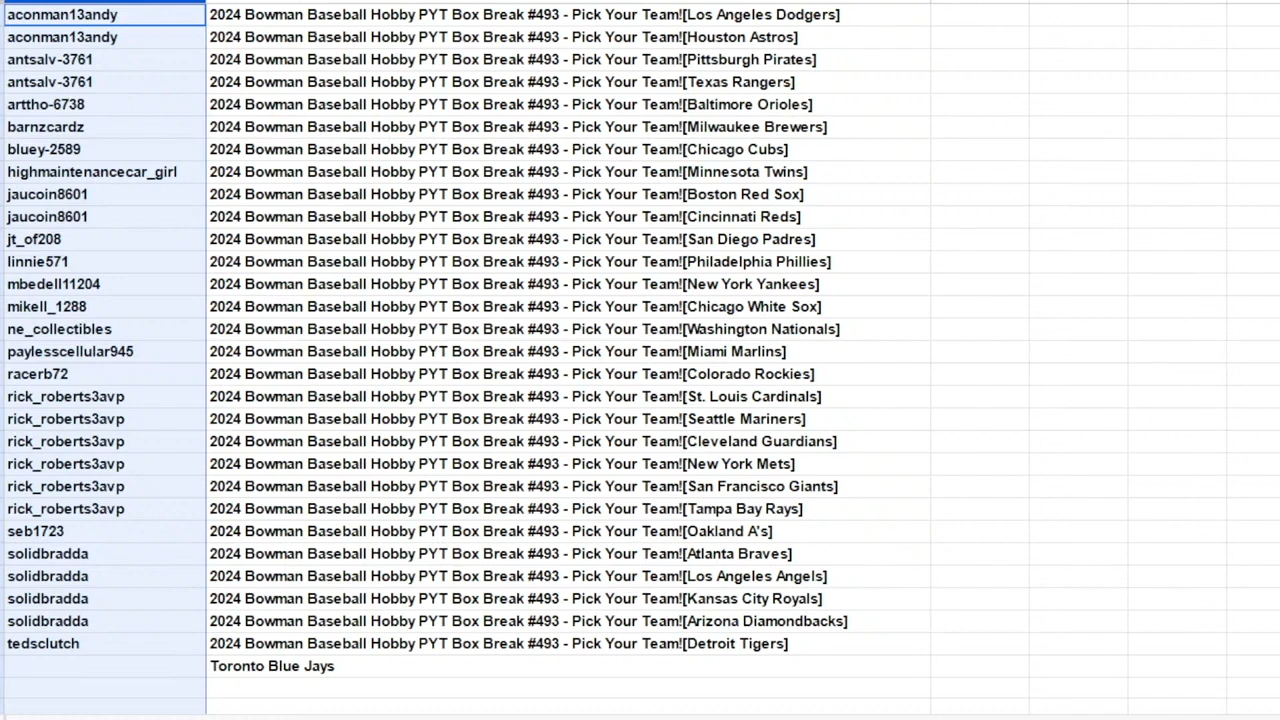 aconman13andy 2024 Bowman Baseball Hobby PYT Box Break #493 - Pick Your Team![Los Angeles Dodgers]
aconman13andy 2024 Bowman Baseball Hobby PYT Box Break #493 - Pick Your Team![Houston Astros]
antsalv-3761 2024 Bowman Baseball Hobby PYT Box Break #493 - Pick Your Team![Pittsburgh Pirates]
antsalv-3761 2024 Bowman Baseball Hobby PYT Box Break #493 - Pick Your Team![Texas Rangers]
arttho-6738 2024 Bowman Baseball Hobby PYT Box Break #493 - Pick Your Team![Baltimore Orioles]
barnzcardz 2024 Bowman Baseball Hobby PYT Box Break #493 - Pick Your Team![Milwaukee Brewers]
bluey-2589 2024 Bowman Baseball Hobby PYT Box Break #493 - Pick Your Team![Chicago Cubs]
highmaintenancecar_girl 2024 Bowman Baseball Hobby PYT Box Break #493 - Pick Your Team![Minnesota Twins]
jaucoin8601 2024 Bowman Baseball Hobby PYT Box Break #493 - Pick Your Team![Boston Red Sox]
jaucoin8601 2024 Bowman Baseball Hobby PYT Box Break #493 - Pick Your Team![Cincinnati Reds]
jt_of208 2024 Bowman Baseball Hobby PYT Box Break #493 - Pick Your Team![San Diego Padres]
linnie571 2024 Bowman Baseball Hobby PYT Box Break #493 - Pick Your Team![Philadelphia Phillies]
mbedell11204 2024 Bowman Baseball Hobby PYT Box Break #493 - Pick Your Team![New York Yankees]
mikell_1288 2024 Bowman Baseball Hobby PYT Box Break #493 - Pick Your Team![Chicago White Sox]
ne_collectibles 2024 Bowman Baseball Hobby PYT Box Break #493 - Pick Your Team![Washington Nationals]
paylesscellular945 2024 Bowman Baseball Hobby PYT Box Break #493 - Pick Your Team![Miami Marlins]
racerb72 2024 Bowman Baseball Hobby PYT Box Break #493 - Pick Your Team![Colorado Rockies]
rick_roberts3avp 2024 Bowman Baseball Hobby PYT Box Break #493 - Pick Your Team![St. Louis Cardinals]
rick_roberts3avp 2024 Bowman Baseball Hobby PYT Box Break #493 - Pick Your Team![Seattle Mariners]
rick_roberts3avp 2024 Bowman Baseball Hobby PYT Box Break #493 - Pick Your Team![Cleveland Guardians]
rick_roberts3avp 2024 Bowman Baseball Hobby PYT Box Break #493 - Pick Your Team![New York Mets]
rick_roberts3avp 2024 Bowman Baseball Hobby PYT Box Break #493 - Pick Your Team![San Francisco Giants]
rick_roberts3avp 2024 Bowman Baseball Hobby PYT Box Break #493 - Pick Your Team![Tampa Bay Rays]
seb1723 2024 Bowman Baseball Hobby PYT Box Break #493 - Pick Your Team![Oakland A's]
solidbradda 2024 Bowman Baseball Hobby PYT Box Break #493 - Pick Your Team![Atlanta Braves]
solidbradda 2024 Bowman Baseball Hobby PYT Box Break #493 - Pick Your Team![Los Angeles Angels]
solidbradda 2024 Bowman Baseball Hobby PYT Box Break #493 - Pick Your Team![Kansas City Royals]
solidbradda 2024 Bowman Baseball Hobby PYT Box Break #493 - Pick Your Team![Arizona Diamondbacks]
tedsclutch 2024 Bowman Baseball Hobby PYT Box Break #493 - Pick Your Team![Detroit Tigers]
Toronto Blue Jays